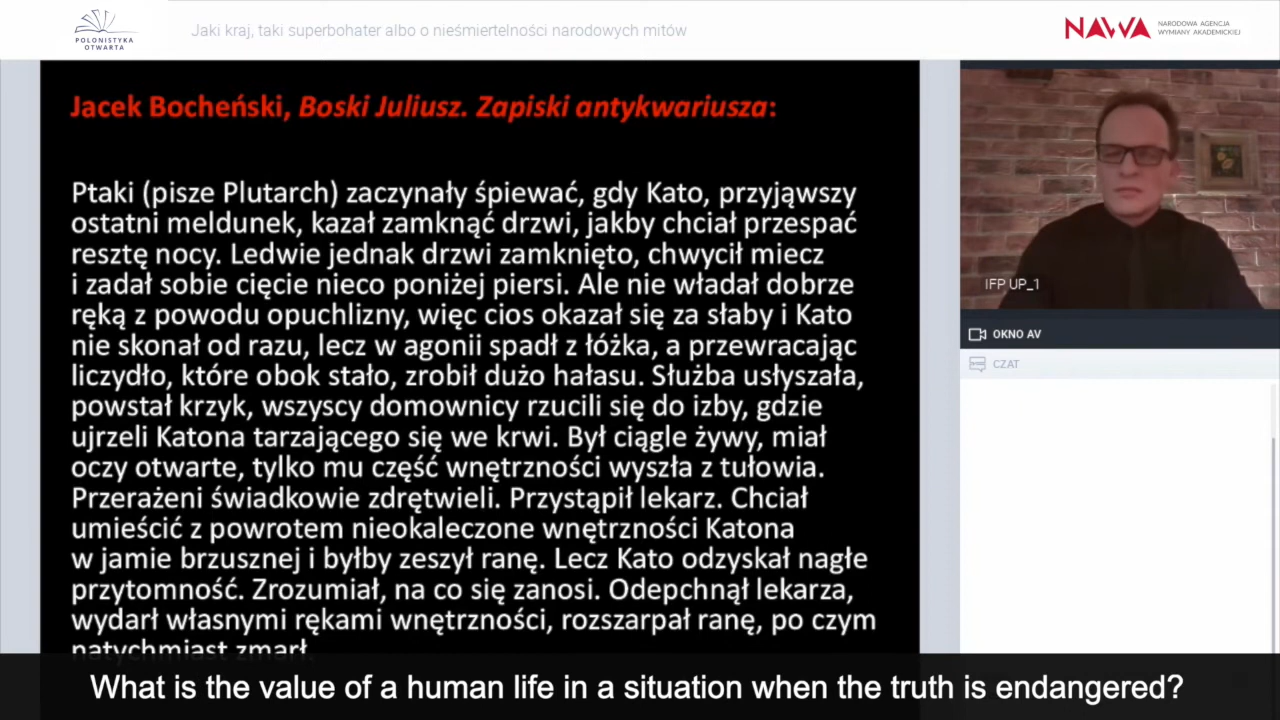 POLONISTYKA
OTWARTA
Jaki kraj, taki superbohater albo o nieśmiertelności narodowych mitów
NAWA
NARODOWA AGENCJA
WYMIANY AKADEMICKIEJ
Jacek Bocheński, Boski Juliusz. Zapiski antykwariusza:
Ptaki (pisze Plutarch) zaczynały śpiewać, gdy Kato, przyjąwszy
ostatni meldunek, kazał zamknąć drzwi, jakby chciał przespać
resztę nocy. Ledwie jednak drzwi zamknięto, chwycił miecz
i zadał sobie cięcie nieco poniżej piersi. Ale nie władał dobrze
ręką z powodu opuchlizny, więc cios okazał się za słaby i Kato
nie skonał od razu, lecz w agonii spadł z łóżka, a przewracając
liczydło, które obok stało, zrobił dużo hałasu. Służba usłyszała,
powstał krzyk, wszyscy domownicy rzucili się do izby, gdzie
ujrzeli Katona tarzającego się we krwi. Był ciągle żywy, miał
oczy otwarte, tylko mu część wnętrzności wyszła z tułowia.
Przerażeni świadkowie zdrętwieli. Przystąpił lekarz. Chciał
umieścić z powrotem nieokaleczone wnętrzności Katona
w jamie brzusznej i byłby zeszył ranę. Lecz Kato odzyskał nagłe
przytomność. Zrozumiał, na co się zanosi. Odepchnął lekarza,
wydarł własnymi rękami wnętrzności, rozszarpał ranę, po czym
natychmiast zmarł.
IFP UP_1
OKNO AV
CZAT
What is the value of a human life in a situation when the truth is endangered?